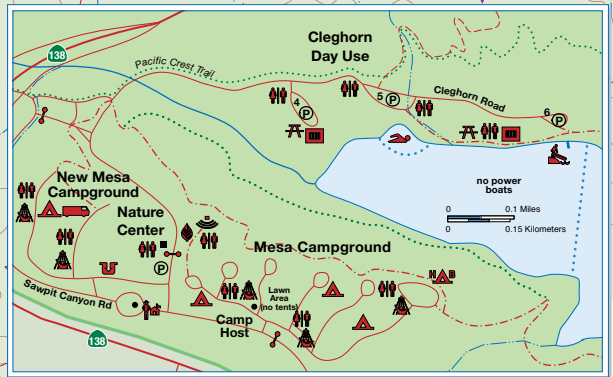 Cleghorn
Day Use
138
Pacific Crest Trail
4
P
5 P
Cleghorn Road
6
P
no power
boats
0 0.1 Miles
0 0.15 Kilometers
New Mesa
Campground
Nature
Center
P
Mesa Campground
H B
Sawpit Canyon Rd
Lawn
Area
(no tents)
Camp
Host
138